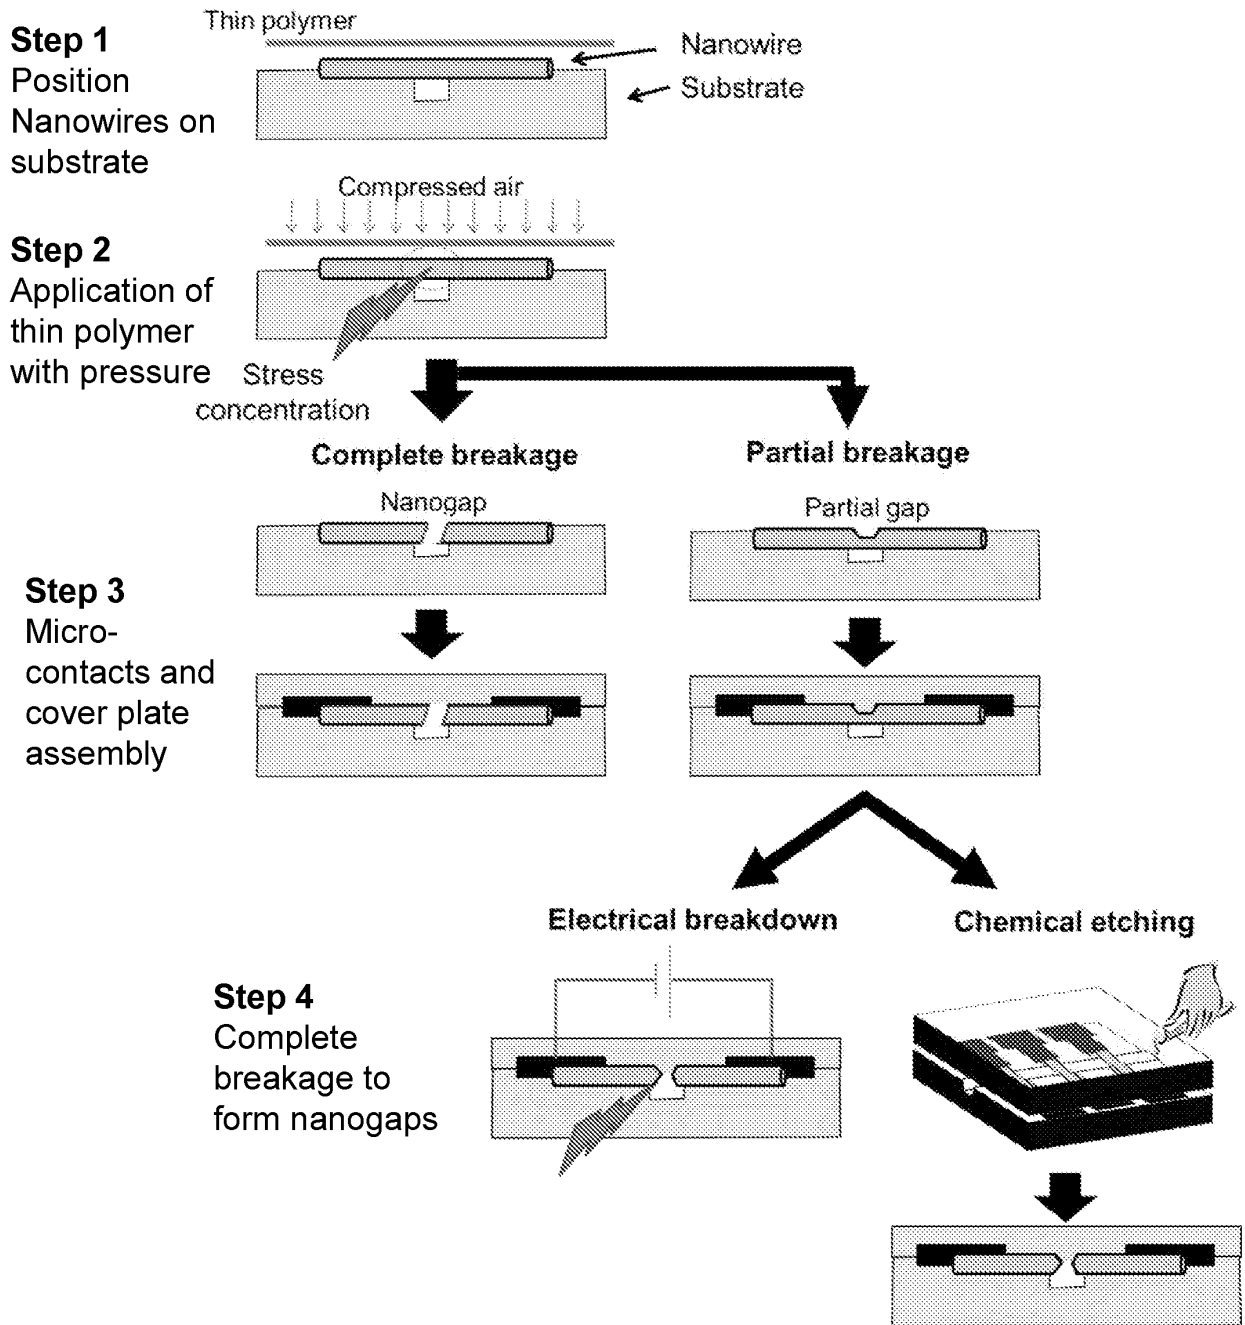 Thin polymer
Step 1
Position
Nanowires on
substrate
Nanowire
Substrate
Compressed air
Step 2
Application of
thin polymer
with pressure
Stress
concentration
Complete breakage
Partial breakage
Nanogap
Partial gap
Step 3
Micro-
contacts and
cover plate
assembly
Electrical breakdown
Chemical etching
Step 4
Complete
breakage to
form nanogaps